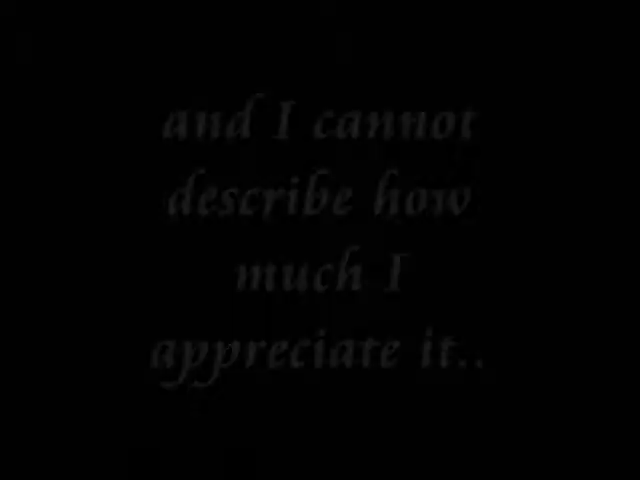 and I cannot
describe how
much I
appreciate it..